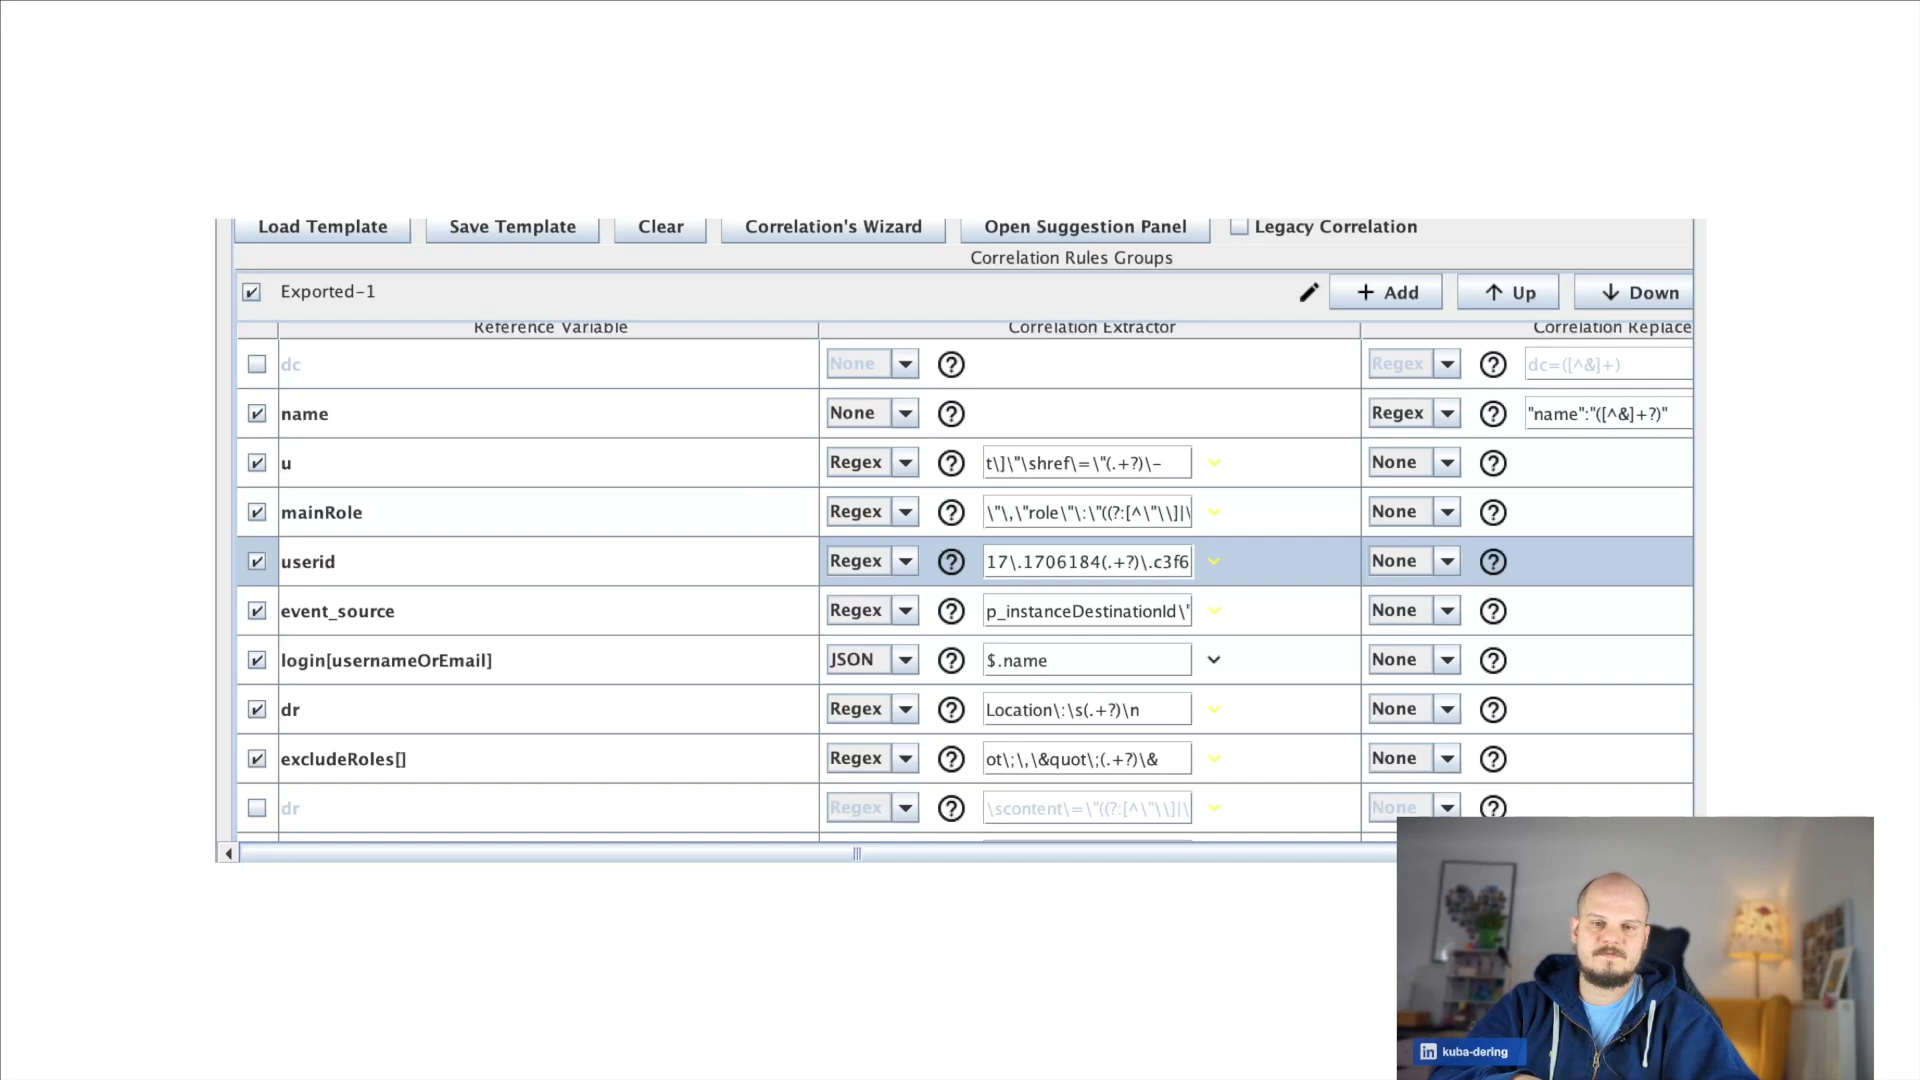 Load Template Save Template Clear Correlation's Wizard Open Suggestion Panel Legacy Correlation
Correlation Rules Groups
Exported-1 + Add ↑ Up ↓ Down
Reference Variable Correlation Extractor Correlation Replace
dc None ? Regex ? dc=([^&]+)
name None ? Regex ? "name":"([^&]+?)"
u Regex ? t\]\"\shref\=\"(.+?)\- None ?
mainRole Regex ? \"\,\"role\"\:\"((?:[^\"\\]|\ None ?
userid Regex ? 17\.1706184(.+?)\.c3f6 None ?
event_source Regex ? p_instanceDestinationId\" None ?
login[usernameOrEmail] JSON ? $.name None ?
dr Regex ? Location\:\s(.+?)\n None ?
excludeRoles[] Regex ? ot\;\,\&quot\;(.+?)\& None ?
dr Regex ? \scontent\=\"((?:[^\"\\]|\ None ?
in kuba-dering